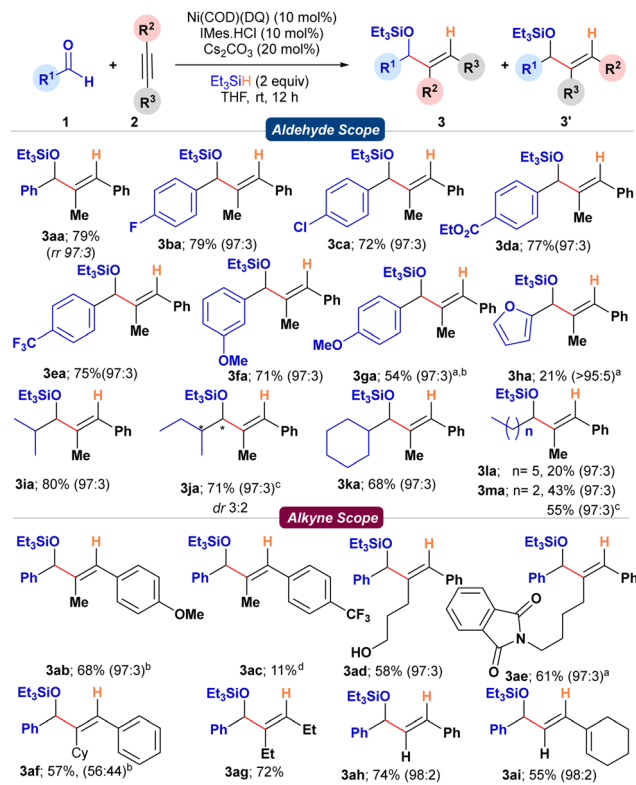 Ni(COD)(DQ) (10 mol%)
IMes.HCl (10 mol%)
Cs2CO3 (20 mol%)
Et3SiH (2 equiv)
THF, rt, 12 h
R1 O H + R2 R3
Et3SiO H R1 R2 R3 + Et3SiO H R1 R3 R2
1 2 3 3'
Aldehyde Scope
Et3SiO H Ph Ph Me
Et3SiO H F Ph Me
Et3SiO H Cl Ph Me
Et3SiO H EtO2C Ph Me
3aa; 79%
(rr 97:3)
3ba; 79% (97:3)
3ca; 72% (97:3)
3da; 77%(97:3)
Et3SiO H F3C Ph Me
Et3SiO H OMe Ph Me
Et3SiO H MeO Ph Me
Et3SiO H O Ph Me
3ea; 75%(97:3)
3fa; 71% (97:3)
3ga; 54% (97:3)a,b
3ha; 21% (>95:5)a
Et3SiO H Ph Me
Et3SiO H * * Ph Me
Et3SiO H Ph Me
Et3SiO H ( )n Ph Me
3ia; 80% (97:3)
3ja; 71% (97:3)c
dr 3:2
3ka; 68% (97:3)
3la; n= 5, 20% (97:3)
3ma; n= 2, 43% (97:3)
55% (97:3)c
Alkyne Scope
Et3SiO H Ph Me OMe
Et3SiO H Ph Me CF3
Et3SiO H Ph Ph HO
Et3SiO H Ph Ph O N O
3ab; 68% (97:3)b
3ac; 11%d
3ad; 58% (97:3)
3ae; 61% (97:3)a
Et3SiO H Ph Cy
Et3SiO H Ph Et Et
Et3SiO H Ph Ph H
Et3SiO H Ph H
3af; 57%, (56:44)b
3ag; 72%
3ah; 74% (98:2)
3ai; 55% (98:2)